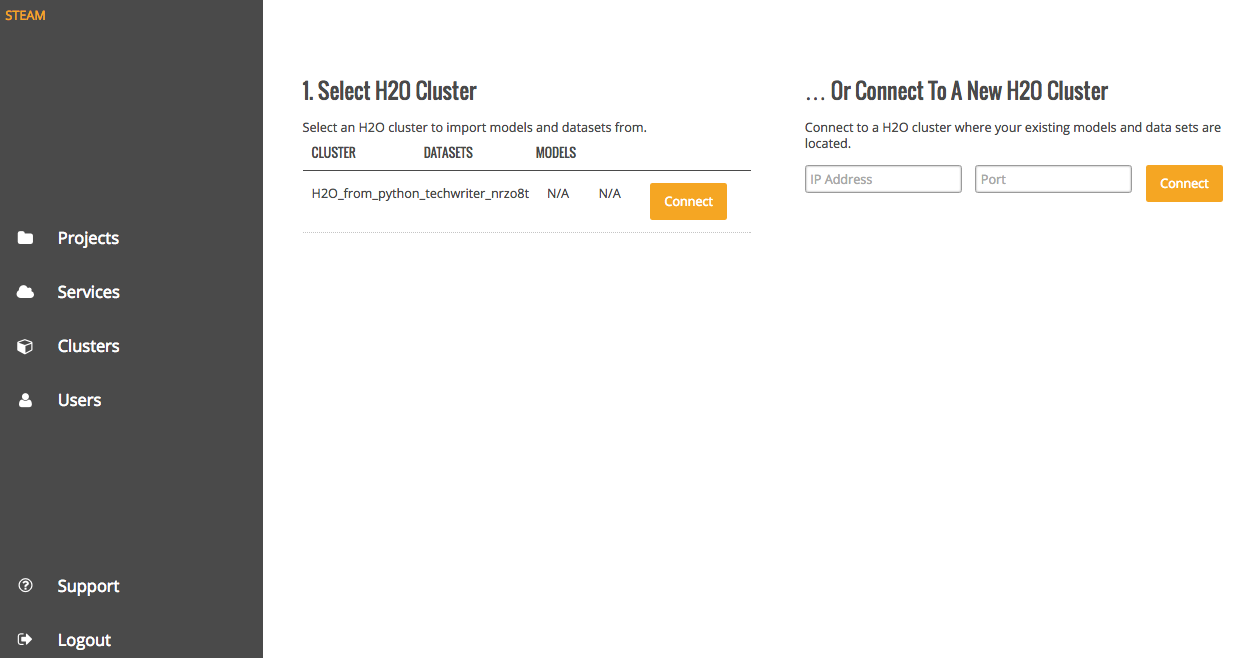 STEAM
Projects
Services
Clusters
Users
Support
Logout
1. Select H2O Cluster
Select an H2O cluster to import models and datasets from.
CLUSTER DATASETS MODELS
H2O_from_python_techwriter_nrzo8t N/A N/A Connect
... Or Connect To A New H2O Cluster
Connect to a H2O cluster where your existing models and data sets are
located.
IP Address Port Connect